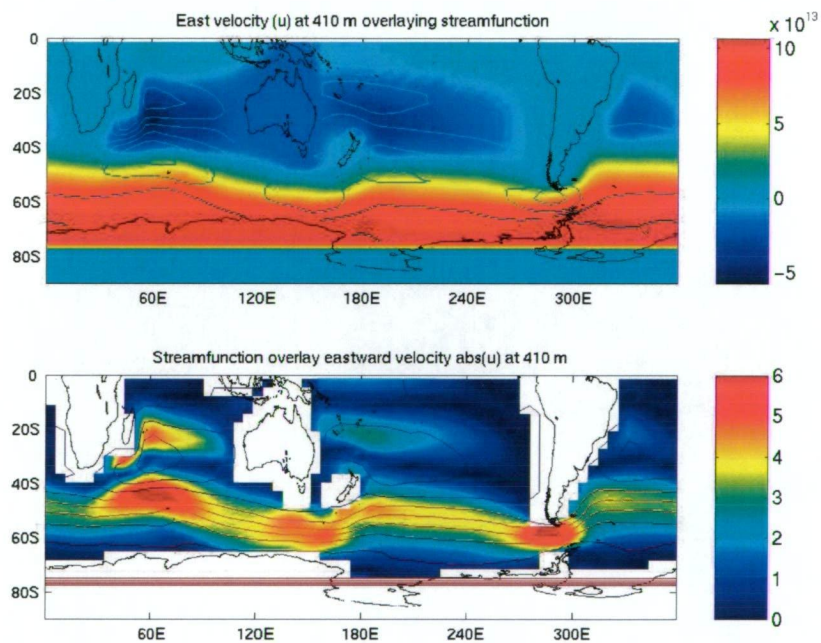 East velocity (u) at 410 m overlaying streamfunction
x 10^13
0
20S
40S
60S
80S
60E
120E
180E
240E
300E
10
5
0
−5
Streamfunction overlay eastward velocity abs(u) at 410 m
0
20S
40S
60S
80S
60E
120E
180E
240E
300E
6
5
4
3
2
1
0